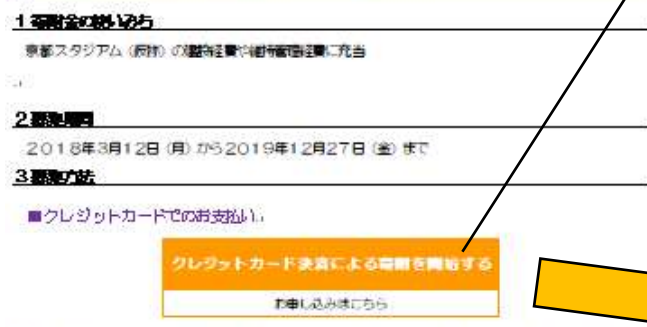 1 寄附金の使いみち
京都スタジアム（仮称）の整備経費や維持管理経費に充当
2 募集期間
2018年3月12日（月）から2019年12月27日（金）まで
3 募集方法
■クレジットカードでのお支払い
クレジットカード決済による寄附を開始する
お申し込みはこちら